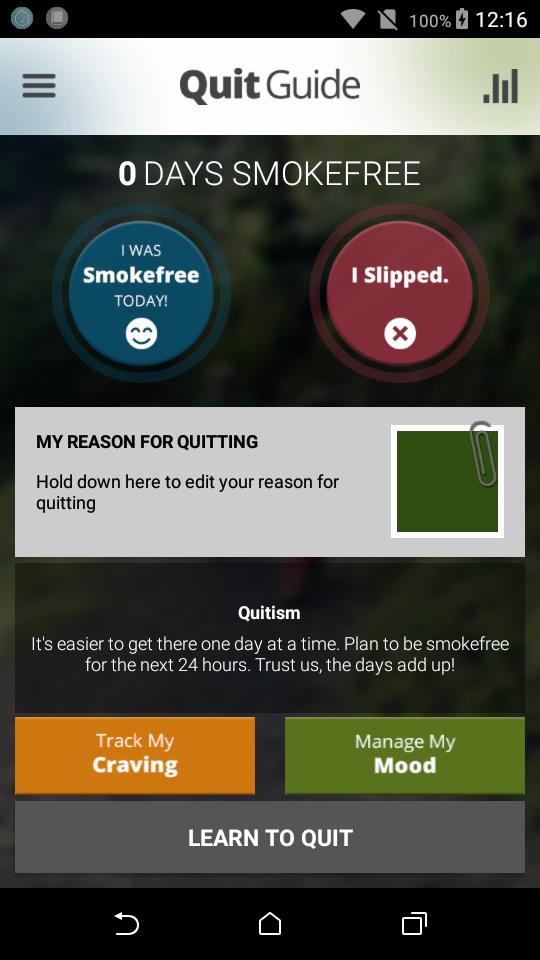 100% 12:16
Quit Guide
0 DAYS SMOKEFREE
I WAS
Smokefree
TODAY!
I Slipped.
MY REASON FOR QUITTING
Hold down here to edit your reason for
quitting
Quitism
It's easier to get there one day at a time. Plan to be smokefree
for the next 24 hours. Trust us, the days add up!
Track My
Craving
Manage My
Mood
LEARN TO QUIT